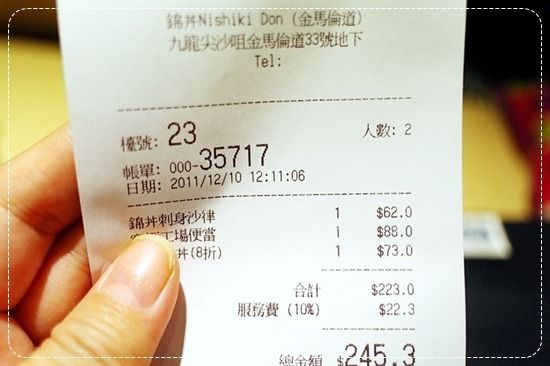 錦丼Nishiki Don (金馬倫道)
九龍尖沙咀金馬倫道33號地下
Tel:
檯號: 23 人數: 2
帳單: 000-35717
日期: 2011/12/10 12:11:06
錦丼刺身沙律 1 $62.0
工場便當 1 $88.0
丼(8折) 1 $73.0
合計 $223.0
服務費 (10%) $22.3
總金額 $245.3